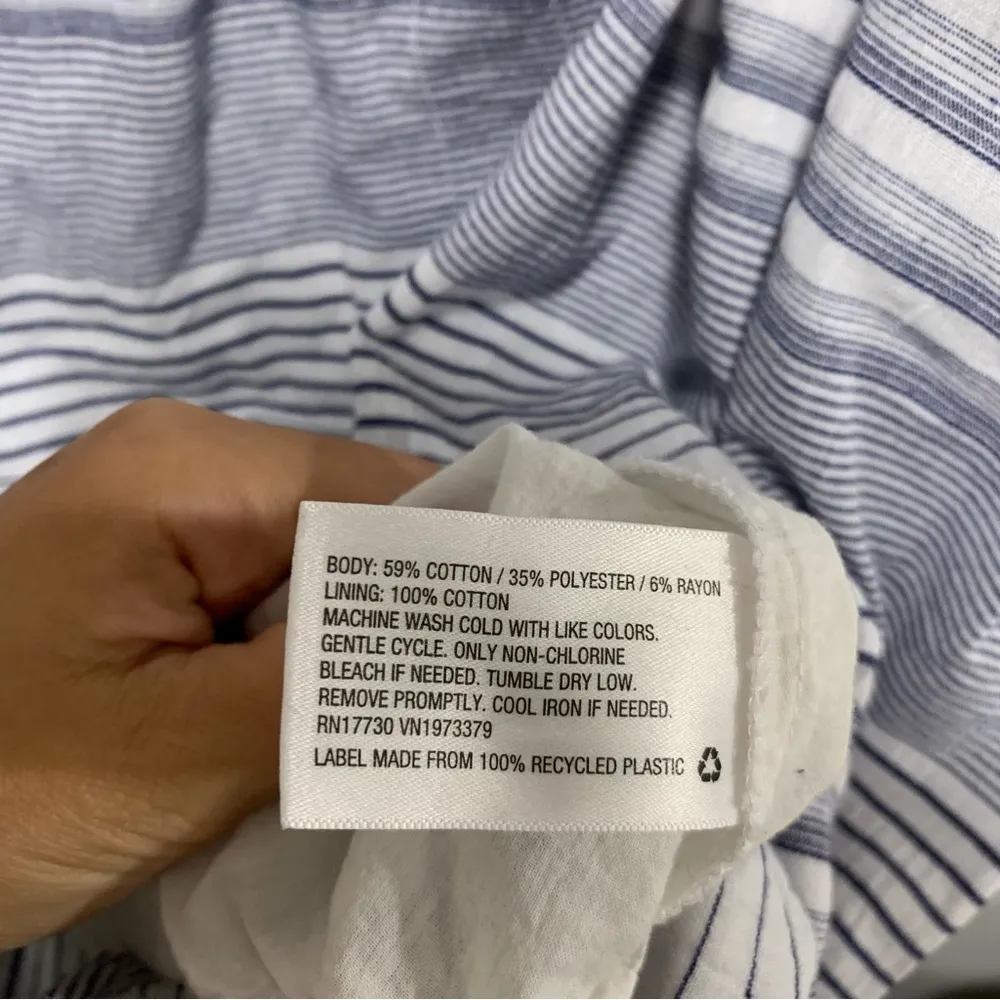 BODY: 59% COTTON / 35% POLYESTER / 6% RAYON
LINING: 100% COTTON
MACHINE WASH COLD WITH LIKE COLORS.
GENTLE CYCLE. ONLY NON-CHLORINE
BLEACH IF NEEDED. TUMBLE DRY LOW.
REMOVE PROMPTLY. COOL IRON IF NEEDED.
RN17730 VN1973379
LABEL MADE FROM 100% RECYCLED PLASTIC